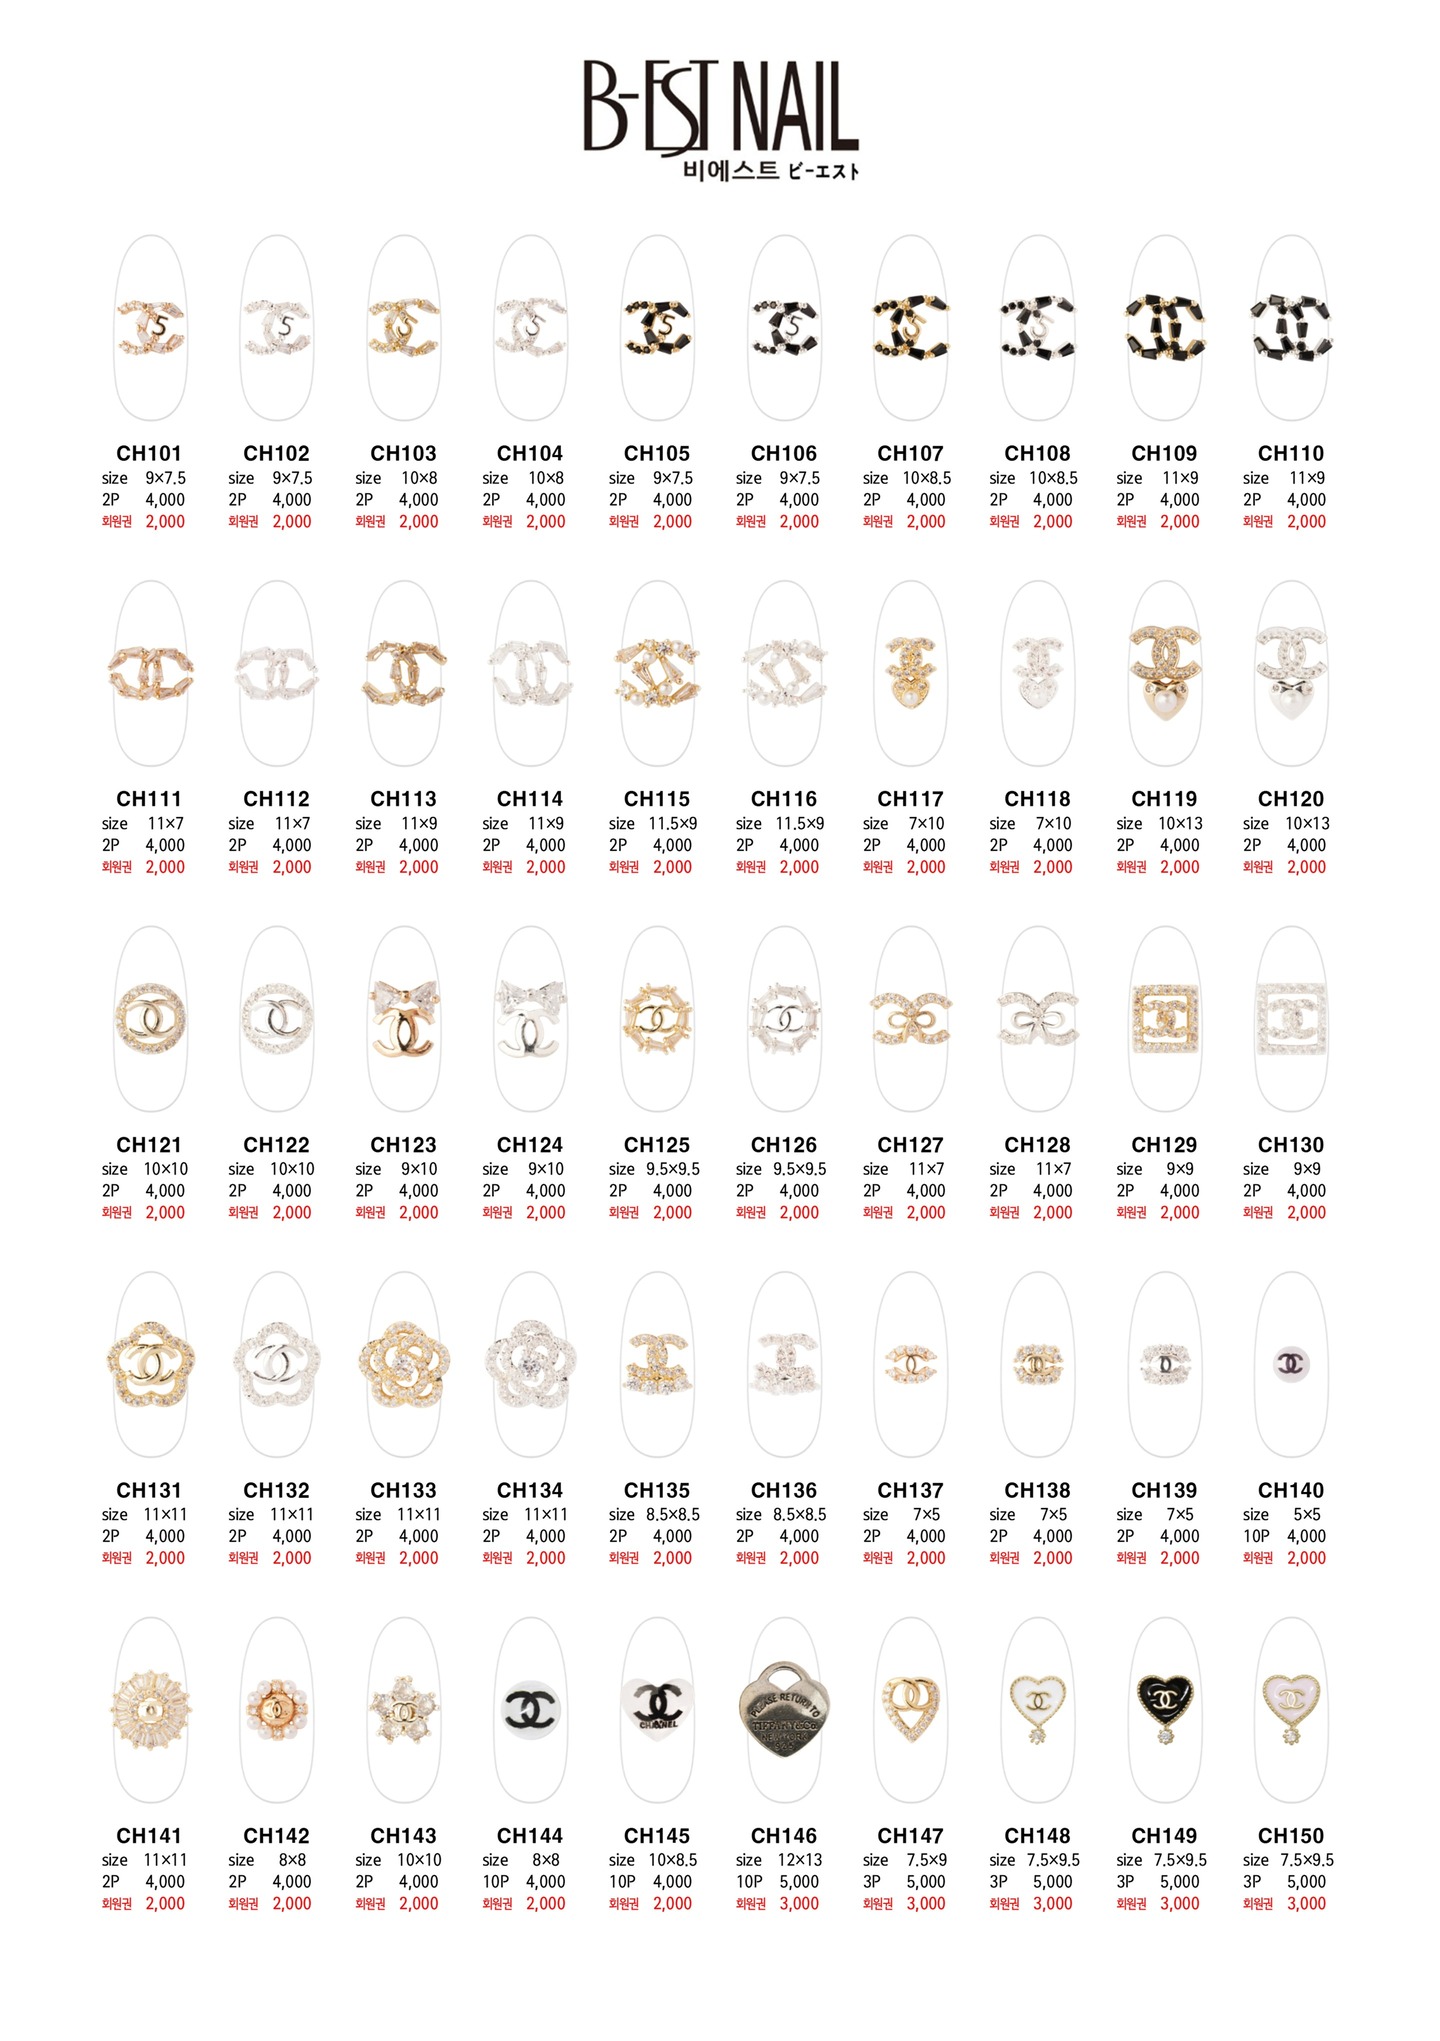 B-EST NAIL
비에스트 ビーエスト
CH101 CH102 CH103 CH104 CH105 CH106 CH107 CH108 CH109 CH110
size 9×7.5 size 9×7.5 size 10×8 size 10×8 size 9×7.5 size 9×7.5 size 10×8.5 size 10×8.5 size 11×9 size 11×9
2P 4,000 2P 4,000 2P 4,000 2P 4,000 2P 4,000 2P 4,000 2P 4,000 2P 4,000 2P 4,000 2P 4,000
회원권 2,000 회원권 2,000 회원권 2,000 회원권 2,000 회원권 2,000 회원권 2,000 회원권 2,000 회원권 2,000 회원권 2,000 회원권 2,000
CH111 CH112 CH113 CH114 CH115 CH116 CH117 CH118 CH119 CH120
size 11×7 size 11×7 size 11×9 size 11×9 size 11.5×9 size 11.5×9 size 7×10 size 7×10 size 10×13 size 10×13
2P 4,000 2P 4,000 2P 4,000 2P 4,000 2P 4,000 2P 4,000 2P 4,000 2P 4,000 2P 4,000 2P 4,000
회원권 2,000 회원권 2,000 회원권 2,000 회원권 2,000 회원권 2,000 회원권 2,000 회원권 2,000 회원권 2,000 회원권 2,000 회원권 2,000
CH121 CH122 CH123 CH124 CH125 CH126 CH127 CH128 CH129 CH130
size 10×10 size 10×10 size 9×10 size 9×10 size 9.5×9.5 size 9.5×9.5 size 11×7 size 11×7 size 9×9 size 9×9
2P 4,000 2P 4,000 2P 4,000 2P 4,000 2P 4,000 2P 4,000 2P 4,000 2P 4,000 2P 4,000 2P 4,000
회원권 2,000 회원권 2,000 회원권 2,000 회원권 2,000 회원권 2,000 회원권 2,000 회원권 2,000 회원권 2,000 회원권 2,000 회원권 2,000
CH131 CH132 CH133 CH134 CH135 CH136 CH137 CH138 CH139 CH140
size 11×11 size 11×11 size 11×11 size 11×11 size 8.5×8.5 size 8.5×8.5 size 7×5 size 7×5 size 7×5 size 5×5
2P 4,000 2P 4,000 2P 4,000 2P 4,000 2P 4,000 2P 4,000 2P 4,000 2P 4,000 2P 4,000 10P 4,000
회원권 2,000 회원권 2,000 회원권 2,000 회원권 2,000 회원권 2,000 회원권 2,000 회원권 2,000 회원권 2,000 회원권 2,000 회원권 2,000
CHANEL
PLEASE RETURN TO
TIFFANY & CO.
NEW YORK
925
CH141 CH142 CH143 CH144 CH145 CH146 CH147 CH148 CH149 CH150
size 11×11 size 8×8 size 10×10 size 8×8 size 10×8.5 size 12×13 size 7.5×9 size 7.5×9.5 size 7.5×9.5 size 7.5×9.5
2P 4,000 2P 4,000 2P 4,000 10P 4,000 10P 4,000 10P 5,000 3P 5,000 3P 5,000 3P 5,000 3P 5,000
회원권 2,000 회원권 2,000 회원권 2,000 회원권 2,000 회원권 2,000 회원권 3,000 회원권 3,000 회원권 3,000 회원권 3,000 회원권 3,000